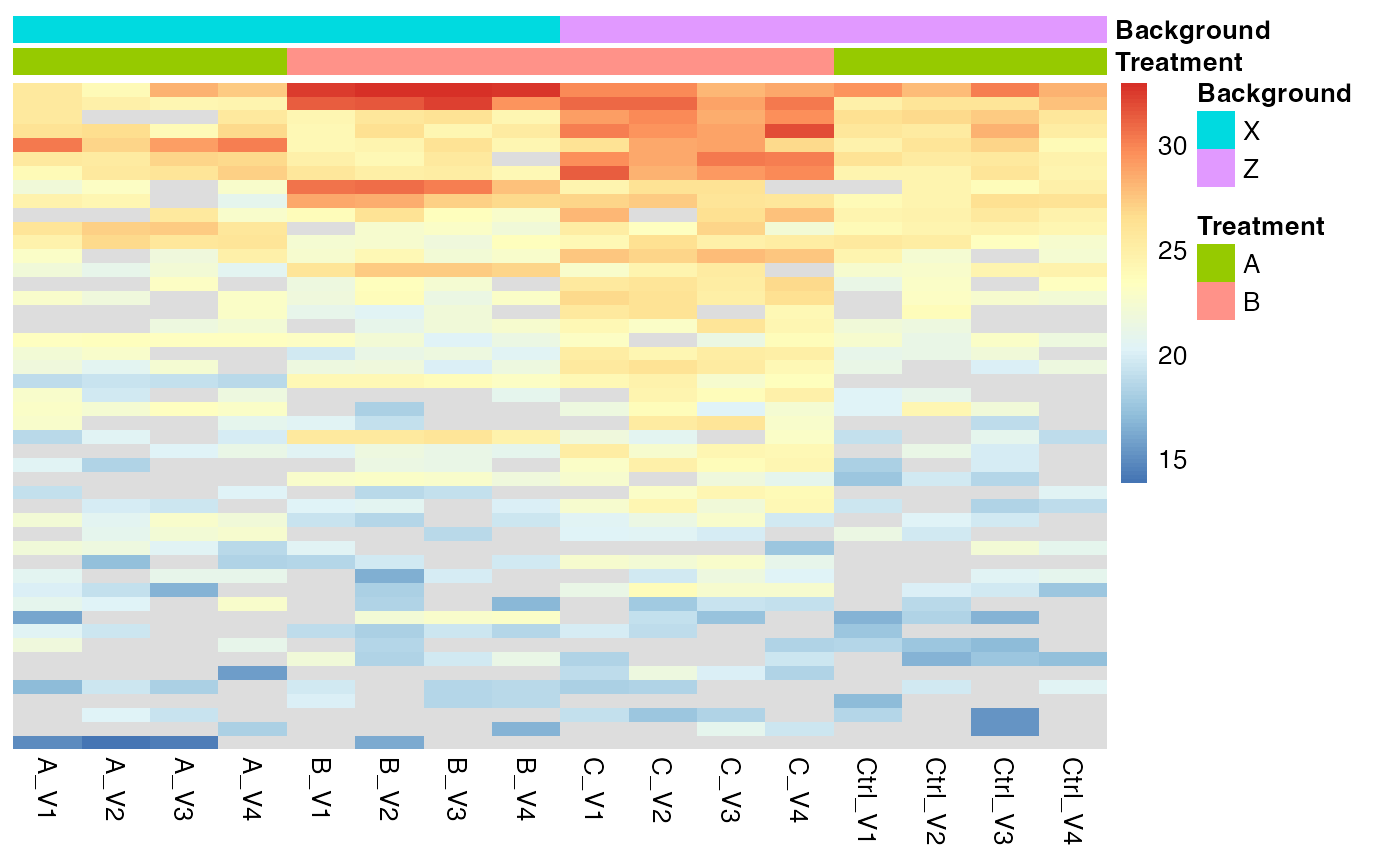 Background
Treatment
Background
X
Z
Treatment
A
B
30
25
20
15
A_V1
A_V2
A_V3
A_V4
B_V1
B_V2
B_V3
B_V4
C_V1
C_V2
C_V3
C_V4
Ctrl_V1
Ctrl_V2
Ctrl_V3
Ctrl_V4